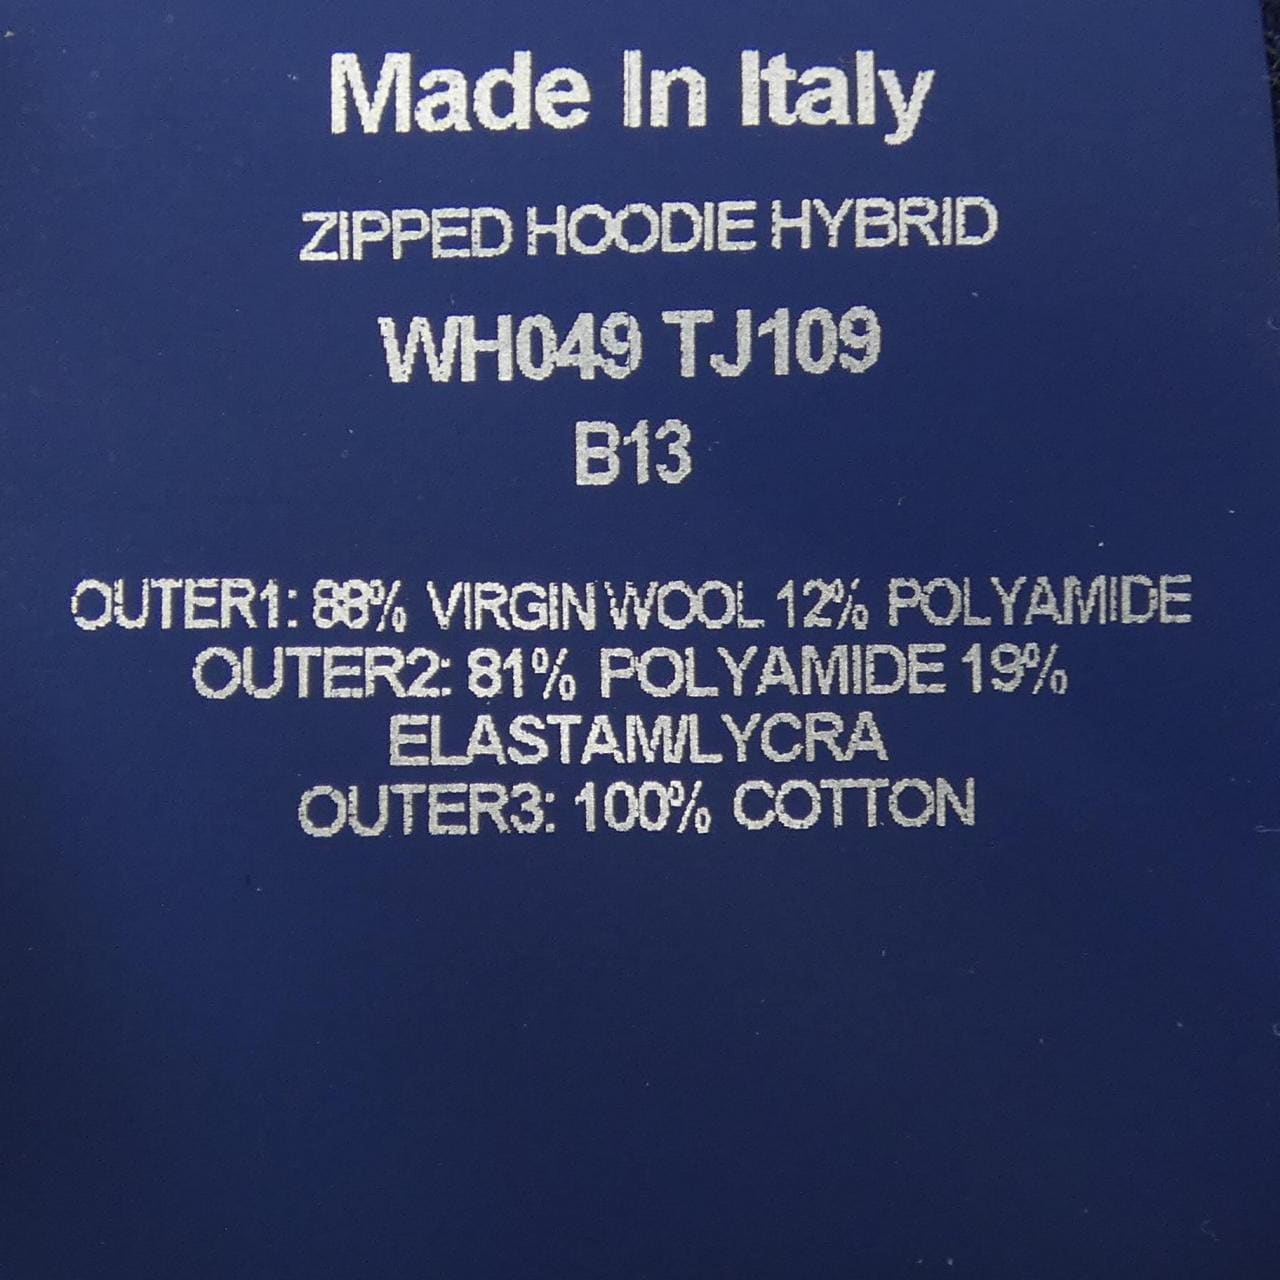 Made In Italy
ZIPPED HOODIE HYBRID
WH049 TJ109
B13
OUTER1: 88% VIRGIN WOOL 12% POLYAMIDE
OUTER2: 81% POLYAMIDE 19%
ELASTAM/LYCRA
OUTER3: 100% COTTON